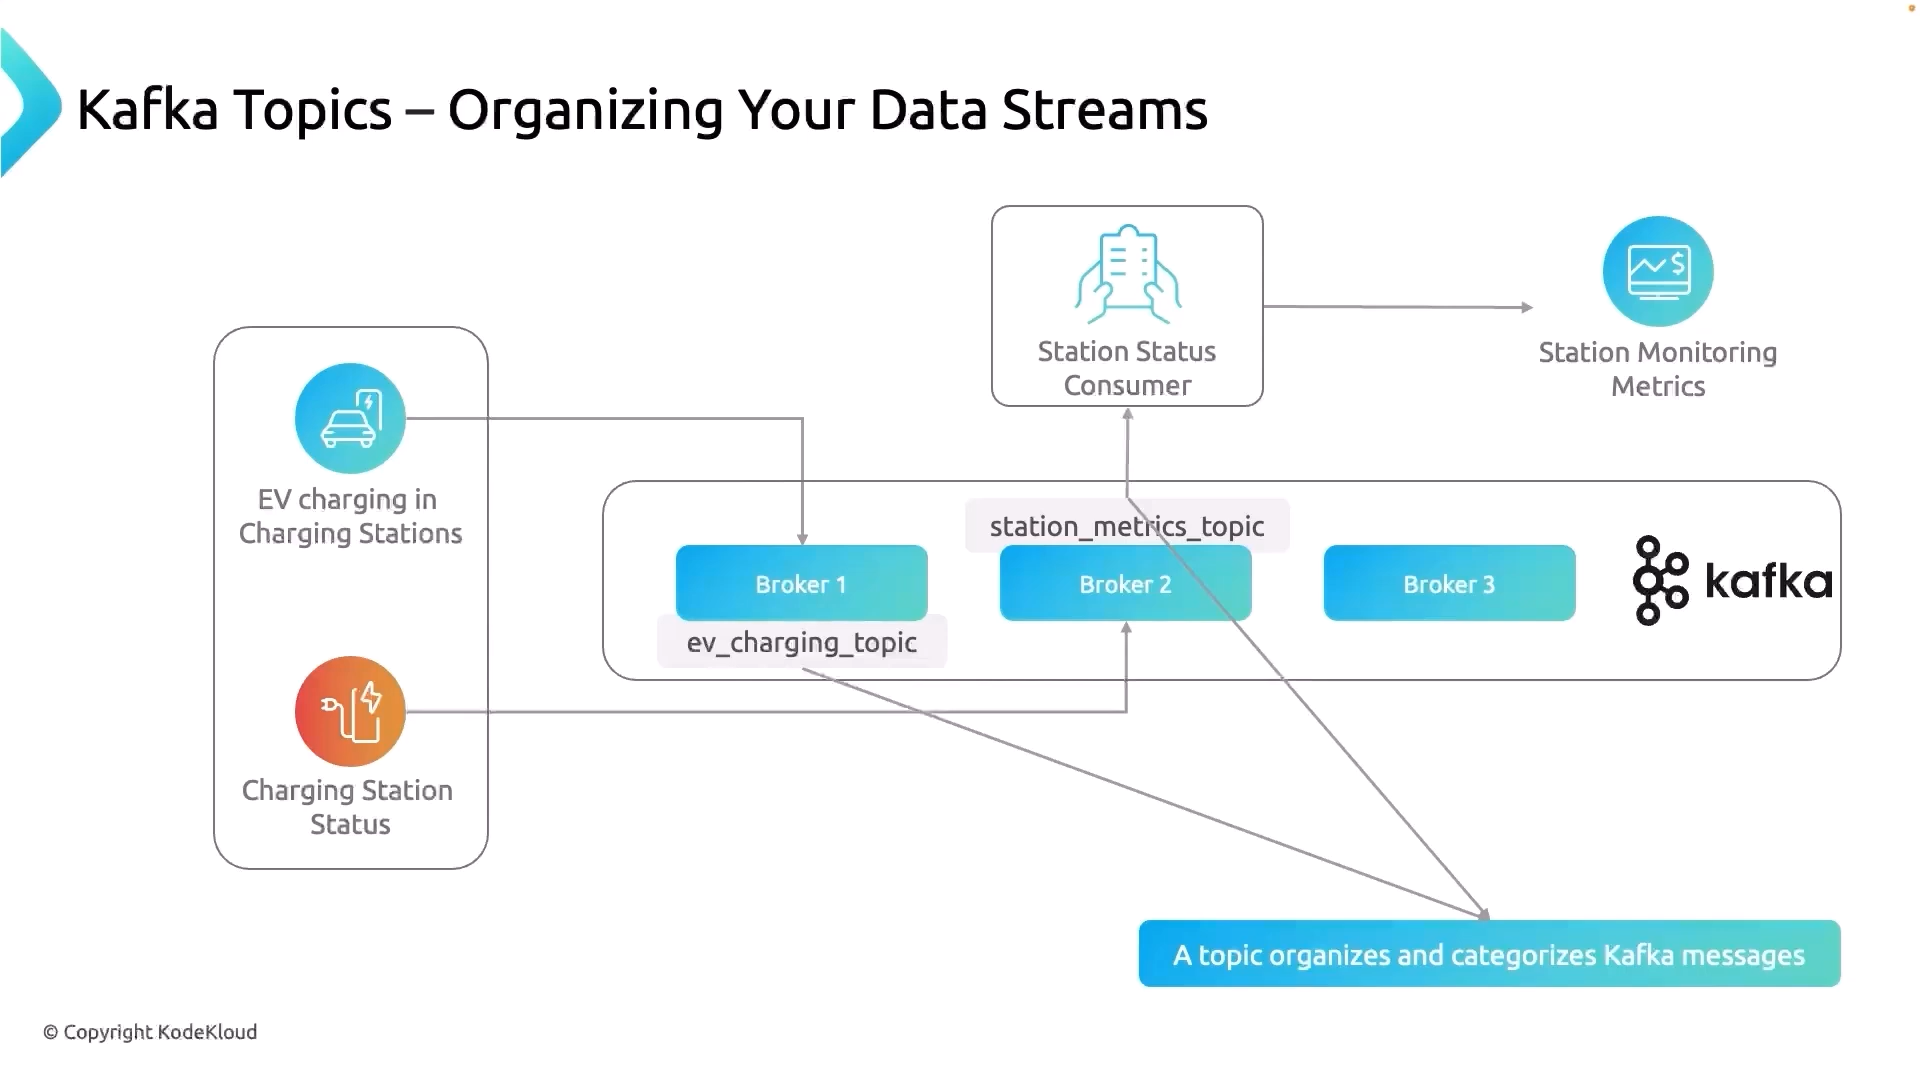 Kafka Topics – Organizing Your Data Streams
Station Status
Consumer
Station Monitoring
Metrics
EV charging in
Charging Stations
station_metrics_topic
Broker 1
Broker 2
Broker 3
kafka
ev_charging_topic
Charging Station
Status
A topic organizes and categorizes Kafka messages
© Copyright KodeKloud